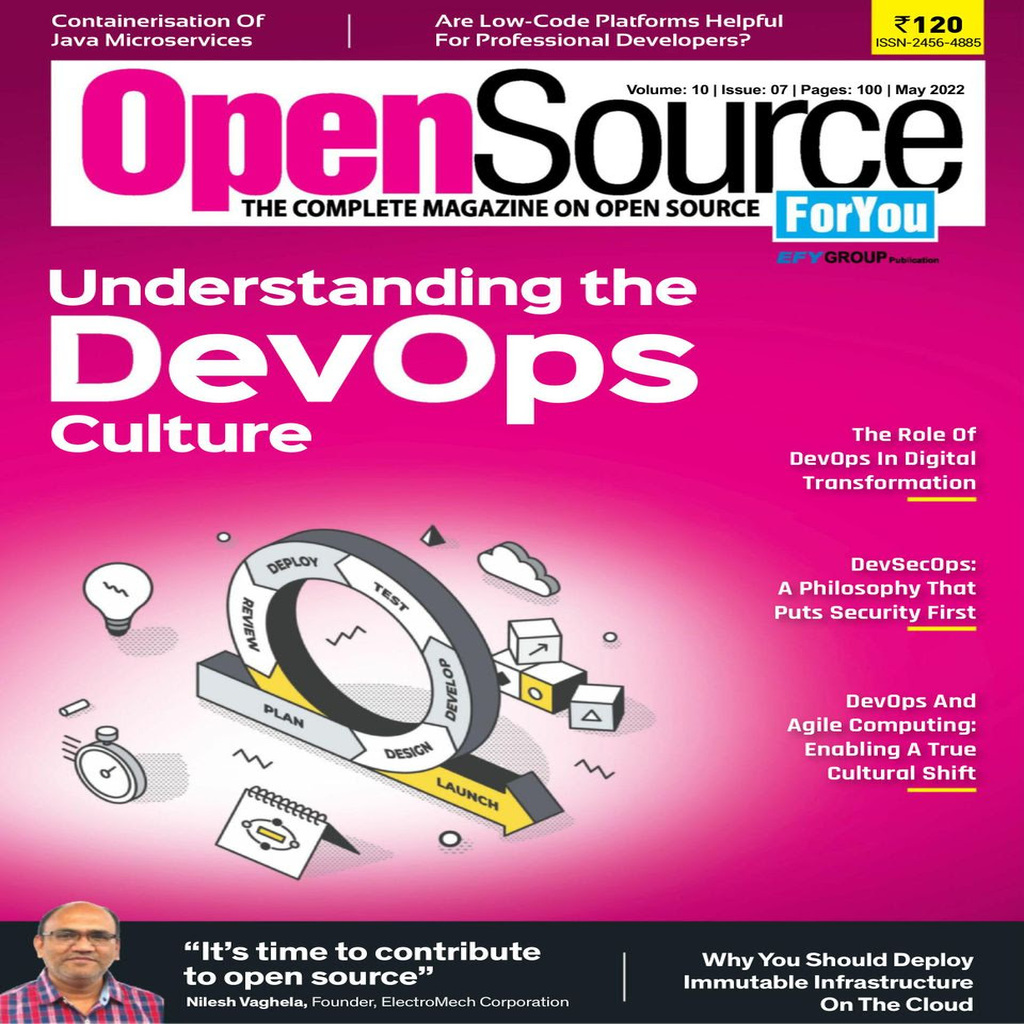 Containerisation Of
Java Microservices
Are Low-Code Platforms Helpful
For Professional Developers?
₹120
ISSN-2456-4885
Volume: 10 | Issue: 07 | Pages: 100 | May 2022
OpenSource
THE COMPLETE MAGAZINE ON OPEN SOURCE
ForYou
EFY GROUP Publication
Understanding the
DevOps
Culture
The Role Of
DevOps In Digital
Transformation
DevSecOps:
A Philosophy That
Puts Security First
DevOps And
Agile Computing:
Enabling A True
Cultural Shift
DEPLOY
TEST
REVIEW
DEVELOP
PLAN
DESIGN
LAUNCH
“It’s time to contribute
to open source”
Nilesh Vaghela, Founder, ElectroMech Corporation
Why You Should Deploy
Immutable Infrastructure
On The Cloud